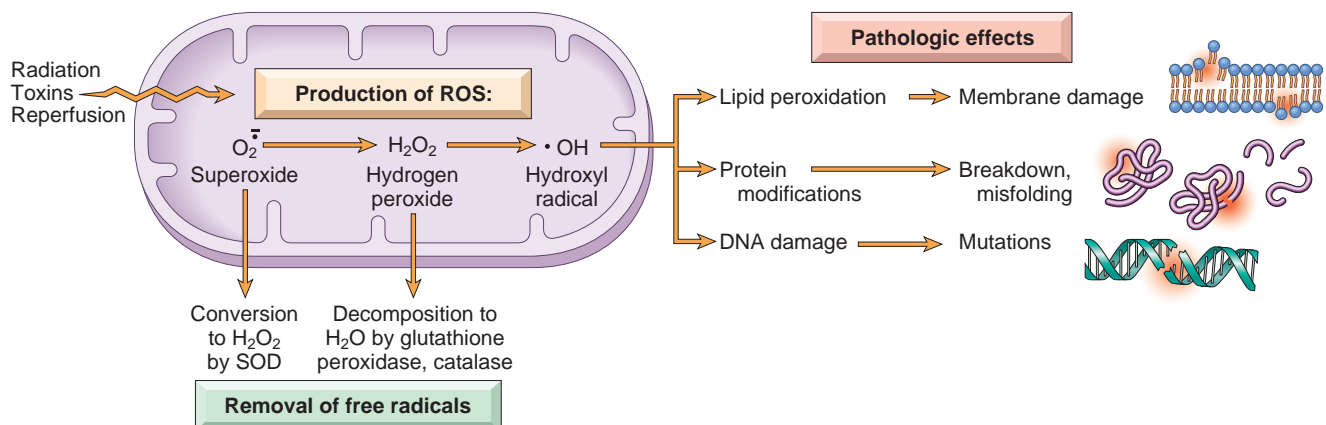 Radiation
Toxins
Reperfusion
Production of ROS:
O₂•̄
Superoxide
H₂O₂
Hydrogen
peroxide
• OH
Hydroxyl
radical
Conversion
to H₂O₂
by SOD
Decomposition to
H₂O by glutathione
peroxidase, catalase
Removal of free radicals
Pathologic effects
Lipid peroxidation
Membrane damage
Protein
modifications
Breakdown,
misfolding
DNA damage
Mutations